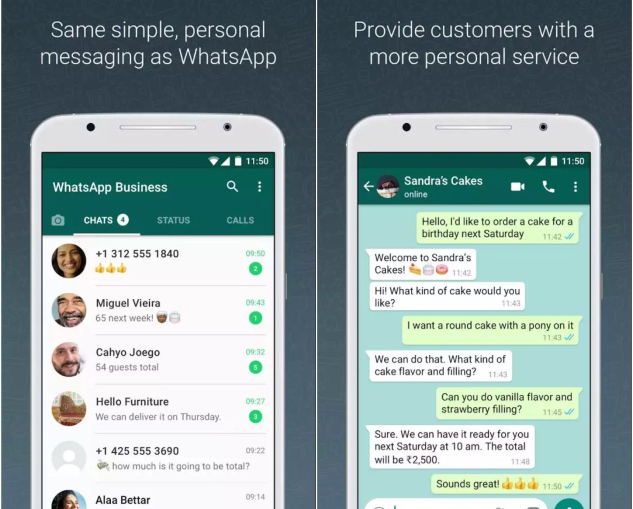 Same simple, personal
messaging as WhatsApp
11:50
WhatsApp Business
CHATS 4 STATUS CALLS
+1 312 555 1840 09:50
👍👍👍 2
Miguel Vieira 09:43
65 next week! 1
Cahyo Joego 09:32
54 guests total 5
Hello Furniture 09:27
We can deliver it on Thursday. 3
+1 425 555 3690 09:22
how much is it going to be total?
Alaa Bettar 09:14
Provide customers with a
more personal service
11:50
Sandra's Cakes
online
Hello, I'd like to order a cake for a
birthday next Saturday 11:42
Welcome to Sandra's
Cakes! 🍰🎂🍩 11:42
Hi! What kind of cake would you
like? 11:43
I want a round cake with a pony on it
11:43
We can do that. What kind of
cake flavor and filling? 11:43
Can you do vanilla flavor and
strawberry filling? 11:45
Sure. We can have it ready for you
next Saturday at 10 am. The total
will be ₹2,500. 11:48
Sounds great! 👍👍👍 11:50